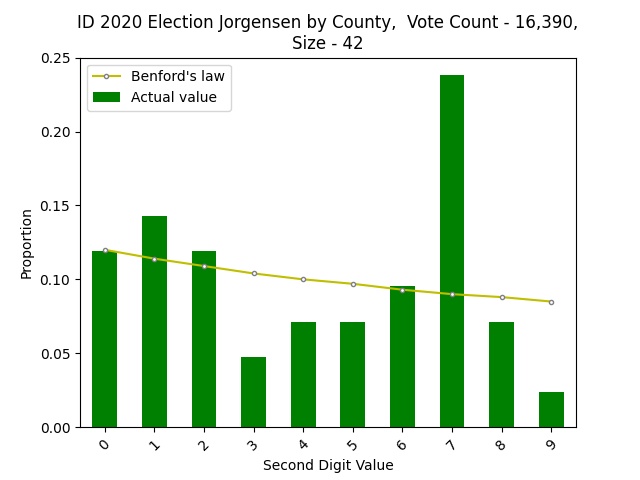 ID 2020 Election Jorgensen by County,  Vote Count - 16,390,
Size - 42
Benford's law
Actual value
0.25
0.20
0.15
0.10
0.05
0.00
Proportion
0 1 2 3 4 5 6 7 8 9
Second Digit Value